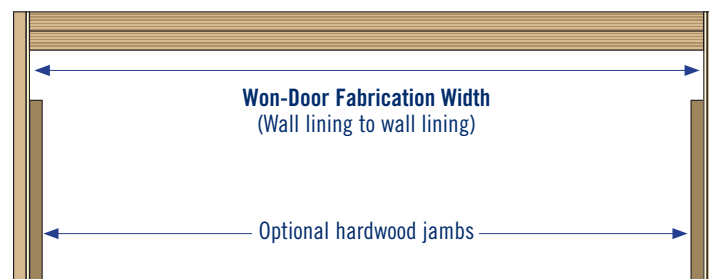 Won-Door Fabrication Width
(Wall lining to wall lining)
Optional hardwood jambs